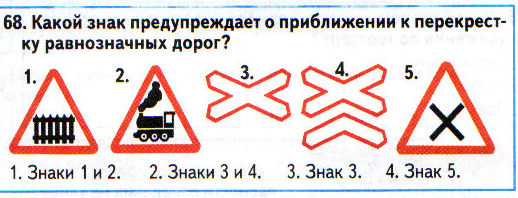 68. Какой знак предупреждает о приближении к перекрест-
ку равнозначных дорог?
1. 2. 3. 4. 5.
1. Знаки 1 и 2. 2. Знаки 3 и 4. 3. Знак 3. 4. Знак 5.